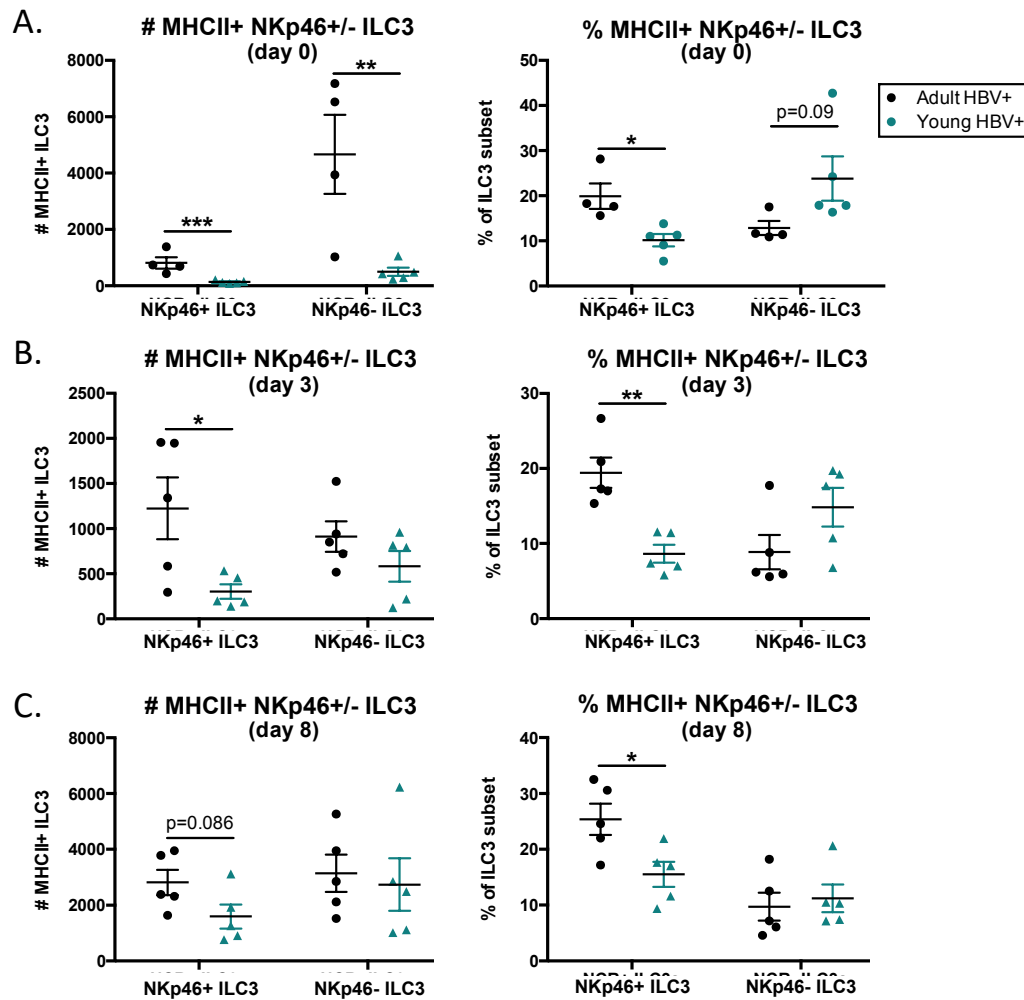 A.
# MHCII+ NKp46+/- ILC3
(day 0)
# MHCII+ ILC3
8000
6000
4000
2000
0
***
**
NKp46+ ILC3
NKp46- ILC3
% MHCII+ NKp46+/- ILC3
(day 0)
% of ILC3 subset
50
40
30
20
10
0
*
p=0.09
NKp46+ ILC3
NKp46- ILC3
Adult HBV+
Young HBV+
B.
# MHCII+ NKp46+/- ILC3
(day 3)
# MHCII+ ILC3
2500
2000
1500
1000
500
0
*
NKp46+ ILC3
NKp46- ILC3
% MHCII+ NKp46+/- ILC3
(day 3)
% of ILC3 subset
30
20
10
0
**
NKp46+ ILC3
NKp46- ILC3
C.
# MHCII+ NKp46+/- ILC3
(day 8)
# MHCII+ ILC3
8000
6000
4000
2000
0
p=0.086
NKp46+ ILC3
NKp46- ILC3
% MHCII+ NKp46+/- ILC3
(day 8)
% of ILC3 subset
40
30
20
10
0
*
NKp46+ ILC3
NKp46- ILC3